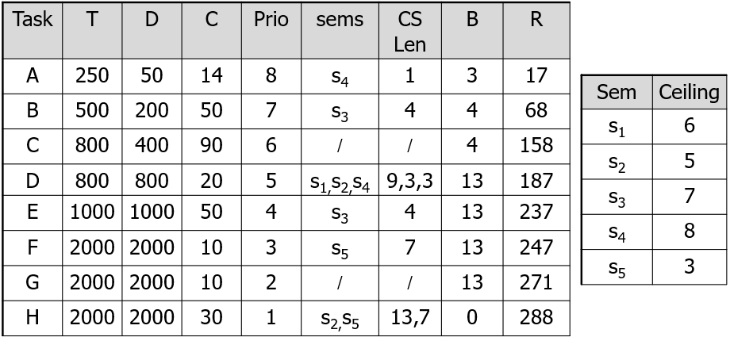 Task T D C Prio sems CS Len B R
A 250 50 14 8 s4 1 3 17
B 500 200 50 7 s3 4 4 68
C 800 400 90 6 / / 4 158
D 800 800 20 5 s1,s2,s4 9,3,3 13 187
E 1000 1000 50 4 s3 4 13 237
F 2000 2000 10 3 s5 7 13 247
G 2000 2000 10 2 / / 13 271
H 2000 2000 30 1 s2,s5 13,7 0 288
Sem Ceiling
s1 6
s2 5
s3 7
s4 8
s5 3